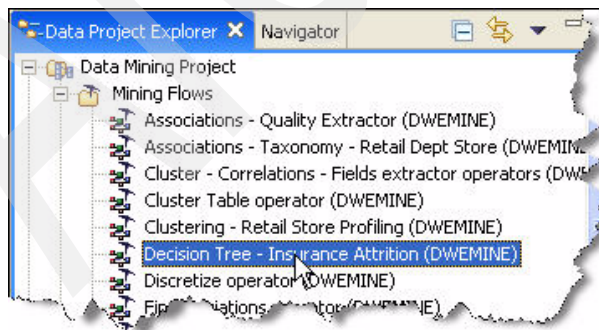 Data Project Explorer Navigator
Data Mining Project
Mining Flows
Associations - Quality Extractor (DWEMINE)
Associations - Taxonomy - Retail Dept Store (DWEMINE
Cluster - Correlations - Fields extractor operators (DWE
Cluster Table operator (DWEMINE)
Clustering - Retail Store Profiling (DWEMINE)
Decision Tree - Insurance Attrition (DWEMINE)
Discretize operator (DWEMINE)